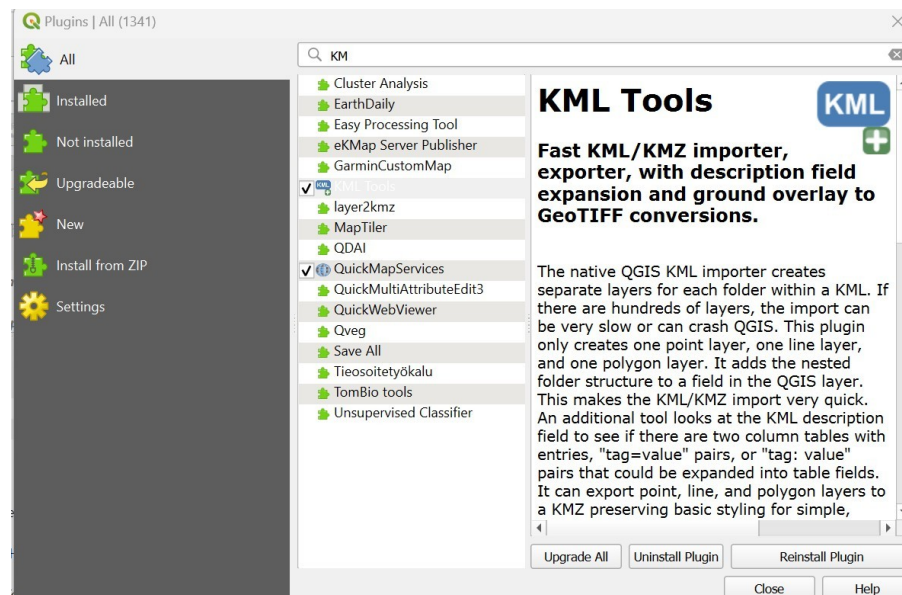 Plugins | All (1341)
All
Installed
Not installed
Upgradeable
New
Install from ZIP
Settings
KM
Cluster Analysis
EarthDaily
Easy Processing Tool
eKMap Server Publisher
GarminCustomMap
KML Tools
layer2kmz
MapTiler
QDAI
QuickMapServices
QuickMultiAttributeEdit3
QuickWebViewer
Qveg
Save All
Tieosoitetyökalu
TomBio tools
Unsupervised Classifier
KML Tools
KML
Fast KML/KMZ importer,
exporter, with description field
expansion and ground overlay to
GeoTIFF conversions.
The native QGIS KML importer creates
separate layers for each folder within a KML. If
there are hundreds of layers, the import can
be very slow or can crash QGIS. This plugin
only creates one point layer, one line layer,
and one polygon layer. It adds the nested
folder structure to a field in the QGIS layer.
This makes the KML/KMZ import very quick.
An additional tool looks at the KML description
field to see if there are two column tables with
entries, "tag=value" pairs, or "tag: value"
pairs that could be expanded into table fields.
It can export point, line, and polygon layers to
a KMZ preserving basic styling for simple,
Upgrade All
Uninstall Plugin
Reinstall Plugin
Close
Help